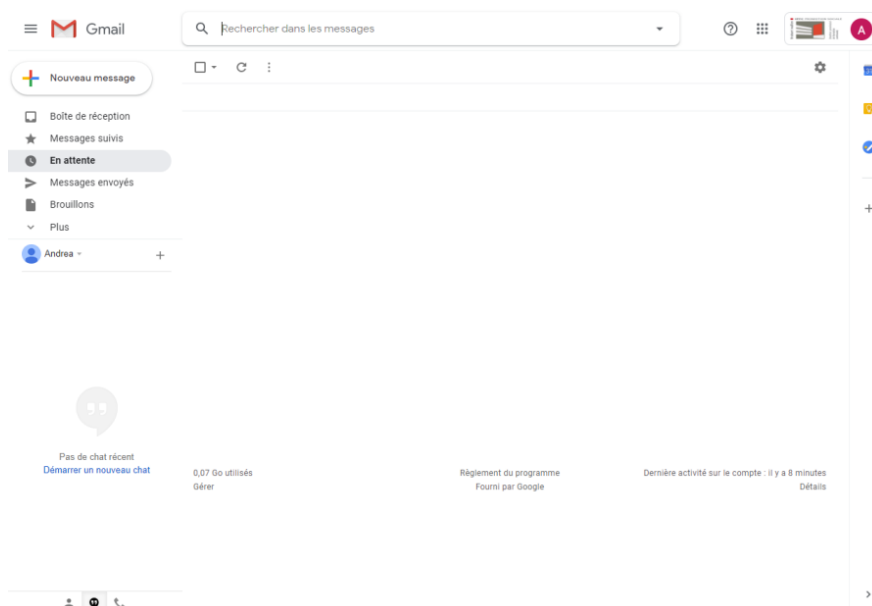 Gmail
Rechercher dans les messages
A
Nouveau message
Boîte de réception
Messages suivis
En attente
Messages envoyés
Brouillons
Plus
Andrea
Pas de chat récent
Démarrer un nouveau chat
0,07 Go utilisés
Gérer
Règlement du programme
Fourni par Google
Dernière activité sur le compte : il y a 8 minutes
Détails